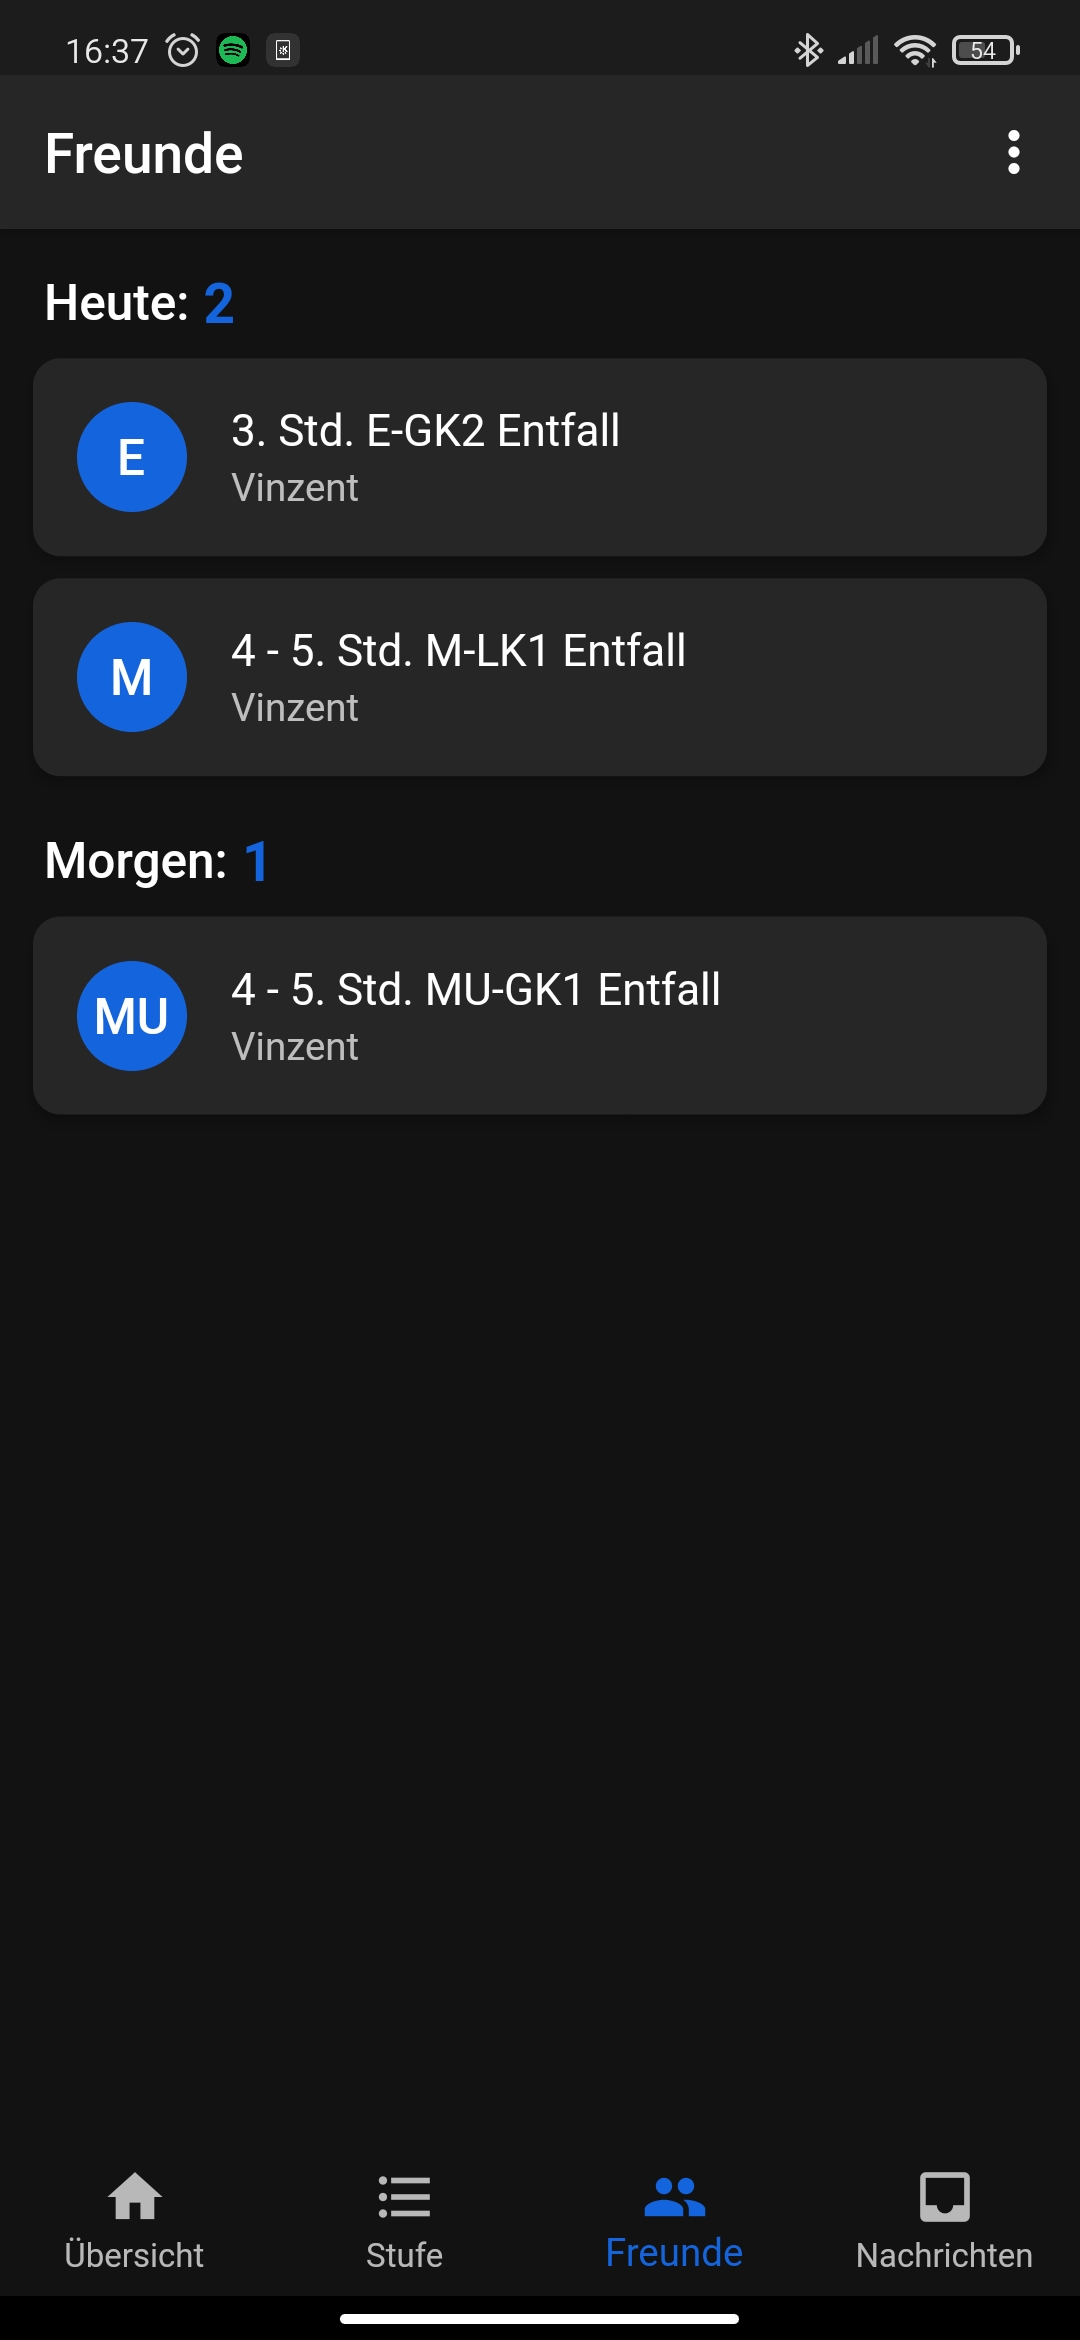 16:37
54
Freunde
Heute: 2
E
3. Std. E-GK2 Entfall
Vinzent
M
4 - 5. Std. M-LK1 Entfall
Vinzent
Morgen: 1
MU
4 - 5. Std. MU-GK1 Entfall
Vinzent
Übersicht
Stufe
Freunde
Nachrichten